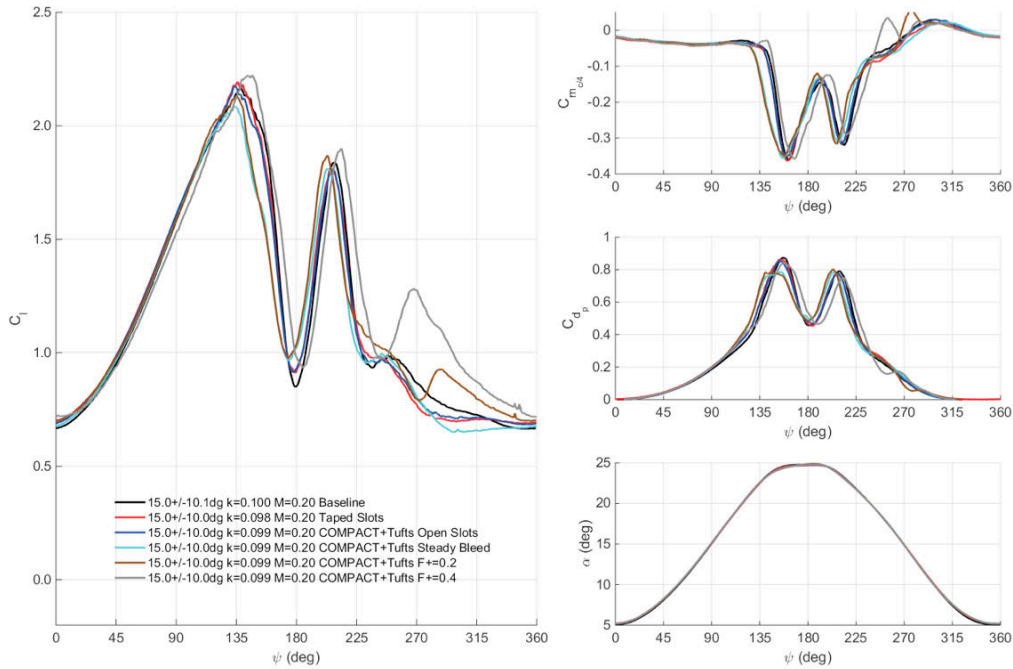 2.5
2.0
1.5
1.0
0.5
0.0
C_l
0 45 90 135 180 225 270 315 360
ψ (deg)
15.0+/-10.1dg k=0.100 M=0.20 Baseline
15.0+/-10.0dg k=0.098 M=0.20 Taped Slots
15.0+/-10.0dg k=0.099 M=0.20 COMPACT+Tufts Open Slots
15.0+/-10.0dg k=0.099 M=0.20 COMPACT+Tufts Steady Bleed
15.0+/-10.0dg k=0.099 M=0.20 COMPACT+Tufts F+=0.2
15.0+/-10.0dg k=0.099 M=0.20 COMPACT+Tufts F+=0.4
0
-0.1
-0.2
-0.3
-0.4
C_m_c/4
0 45 90 135 180 225 270 315 360
ψ (deg)
1
0.8
0.6
0.4
0.2
0
C_d_p
0 45 90 135 180 225 270 315 360
ψ (deg)
25
20
15
10
5
α (deg)
0 45 90 135 180 225 270 315 360
ψ (deg)